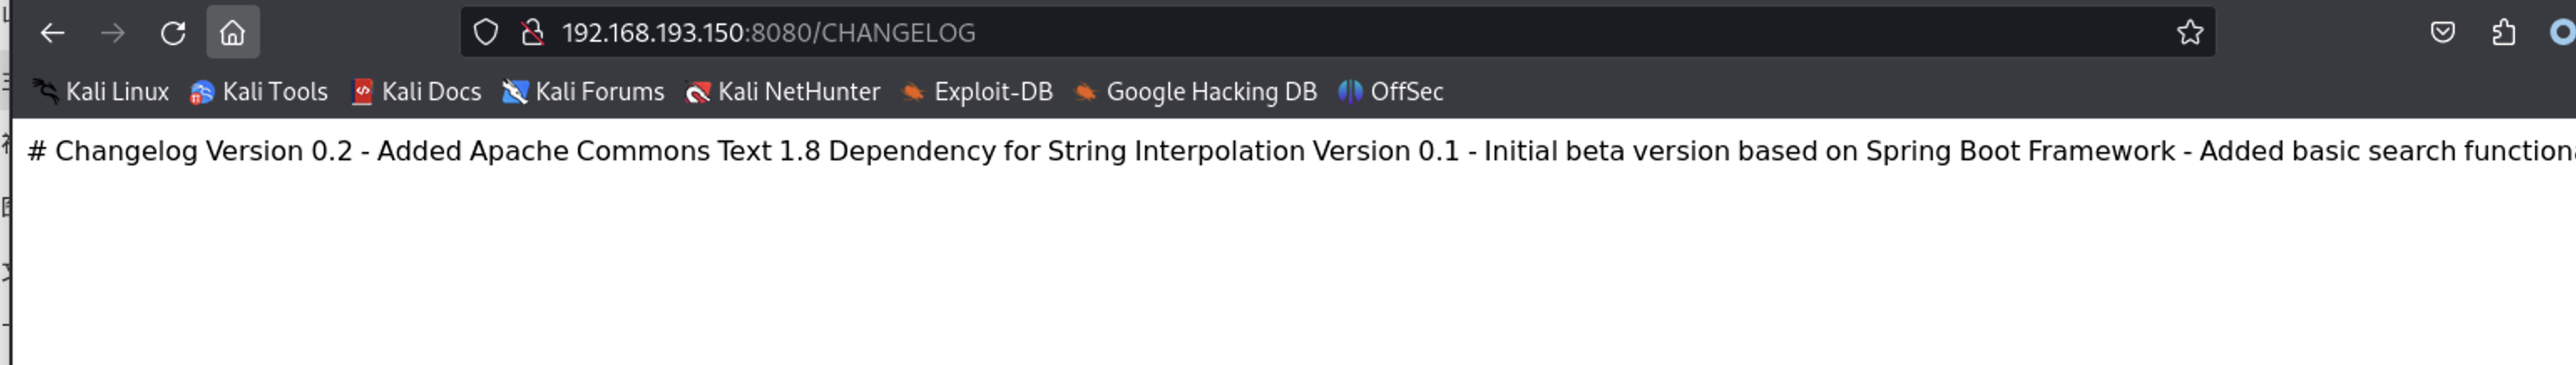 192.168.193.150:8080/CHANGELOG
Kali Linux Kali Tools Kali Docs Kali Forums Kali NetHunter Exploit-DB Google Hacking DB OffSec
# Changelog Version 0.2 - Added Apache Commons Text 1.8 Dependency for String Interpolation Version 0.1 - Initial beta version based on Spring Boot Framework - Added basic search